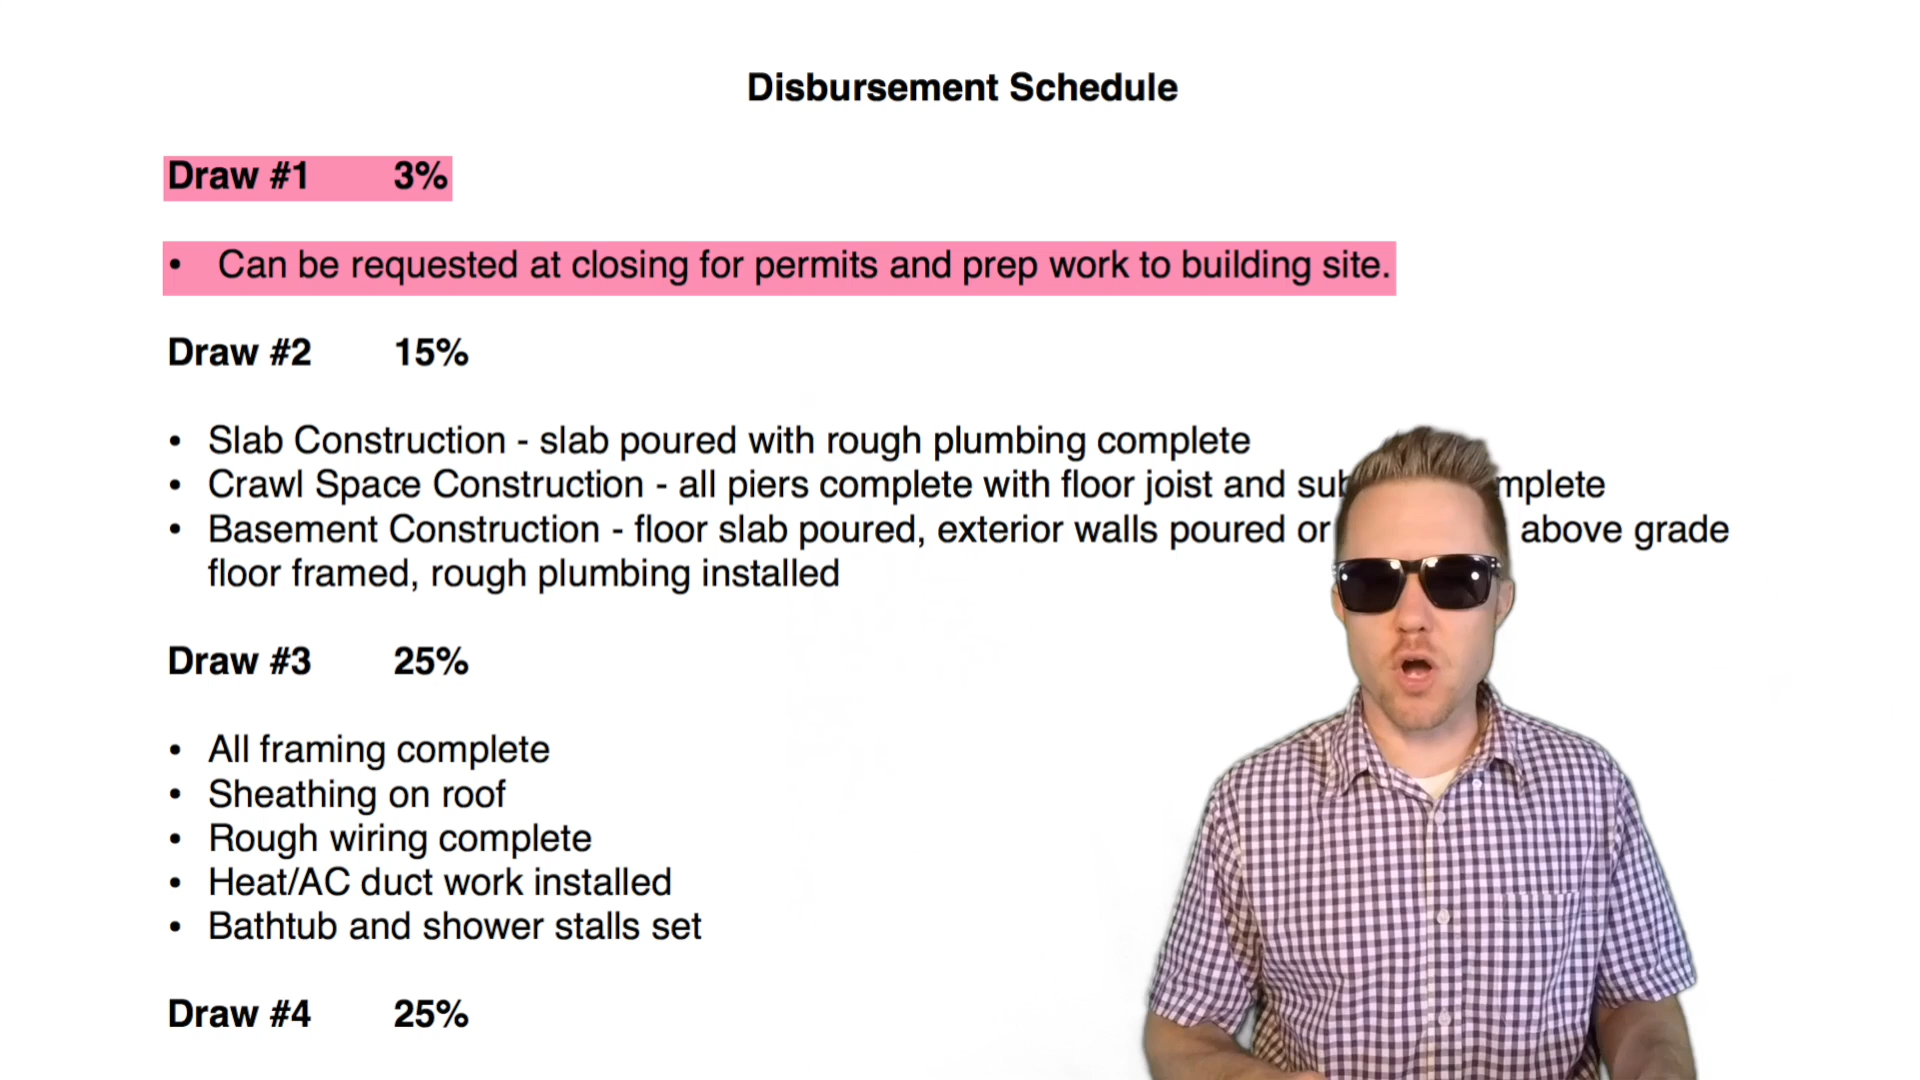 Disbursement Schedule
Draw #1 3%
• Can be requested at closing for permits and prep work to building site.
Draw #2 15%
• Slab Construction - slab poured with rough plumbing complete
• Crawl Space Construction - all piers complete with floor joist and
• Basement Construction - floor slab poured, exterior walls poured or above grade
floor framed, rough plumbing installed
Draw #3 25%
• All framing complete
• Sheathing on roof
• Rough wiring complete
• Heat/AC duct work installed
• Bathtub and shower stalls set
Draw #4 25%